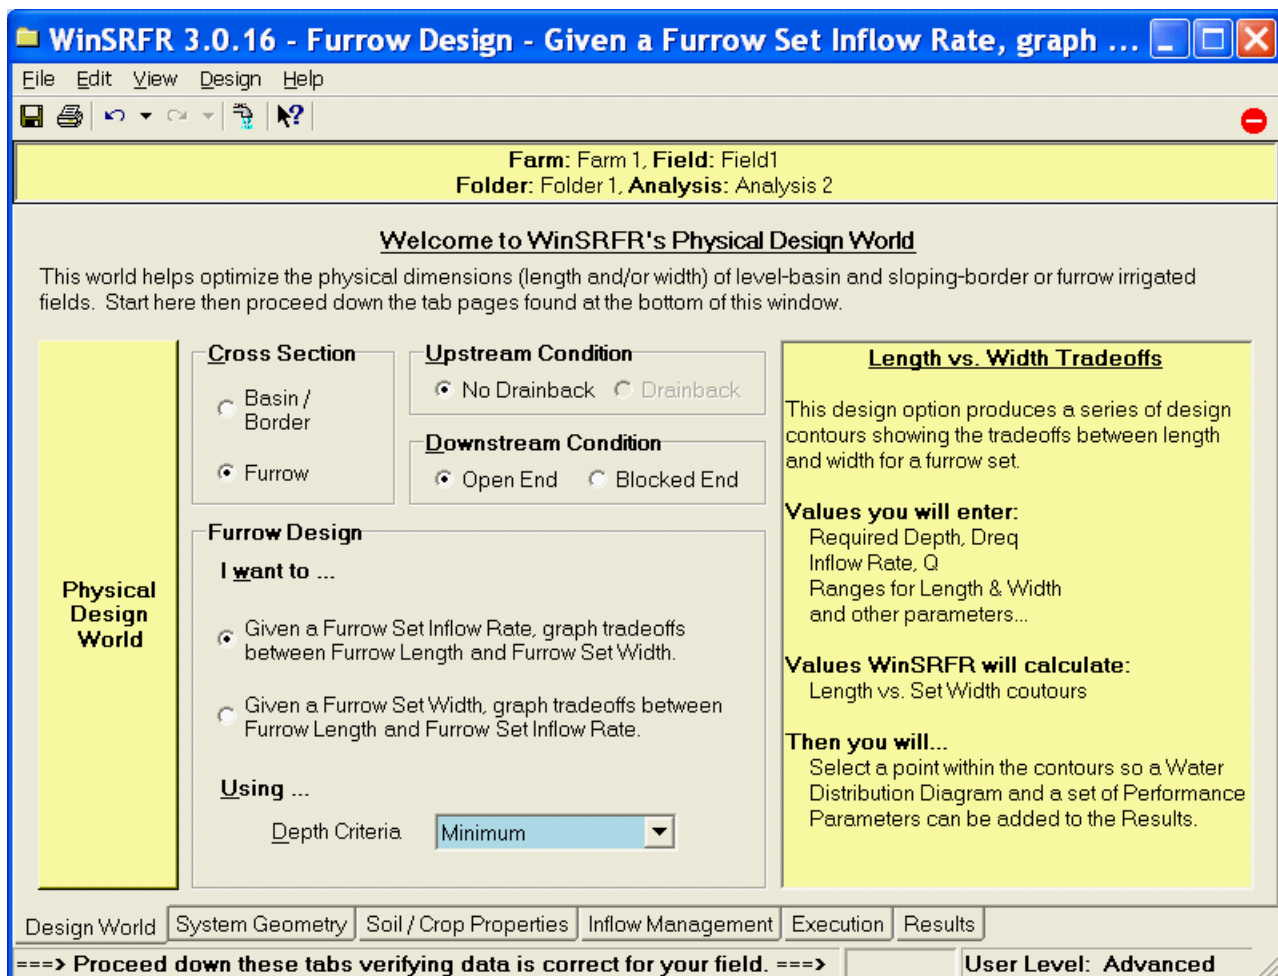 WinSRFR 3.0.16 - Furrow Design - Given a Furrow Set Inflow Rate, graph ...
File Edit View Design Help
Farm: Farm 1, Field: Field1
Folder: Folder 1, Analysis: Analysis 2
Welcome to WinSRFR's Physical Design World
This world helps optimize the physical dimensions (length and/or width) of level-basin and sloping-border or furrow irrigated
fields. Start here then proceed down the tab pages found at the bottom of this window.
Physical
Design
World
Cross Section
Basin /
Border
Furrow
Upstream Condition
No Drainback Drainback
Downstream Condition
Open End Blocked End
Furrow Design
I want to ...
Given a Furrow Set Inflow Rate, graph tradeoffs
between Furrow Length and Furrow Set Width.
Given a Furrow Set Width, graph tradeoffs between
Furrow Length and Furrow Set Inflow Rate.
Using ...
Depth Criteria Minimum
Length vs. Width Tradeoffs
This design option produces a series of design
contours showing the tradeoffs between length
and width for a furrow set.
Values you will enter:
Required Depth, Dreq
Inflow Rate, Q
Ranges for Length & Width
and other parameters...
Values WinSRFR will calculate:
Length vs. Set Width coutours
Then you will...
Select a point within the contours so a Water
Distribution Diagram and a set of Performance
Parameters can be added to the Results.
Design World System Geometry Soil / Crop Properties Inflow Management Execution Results
===> Proceed down these tabs verifying data is correct for your field. ===> User Level: Advanced